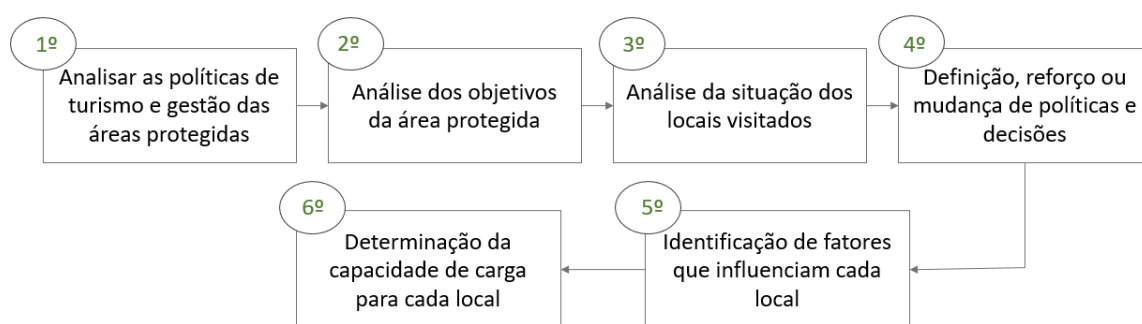 1º
Analisar as políticas de
turismo e gestão das
áreas protegidas
2º
Análise dos objetivos
da área protegida
3º
Análise da situação dos
locais visitados
4º
Definição, reforço ou
mudança de políticas e
decisões
5º
Identificação de fatores
que influenciam cada
local
6º
Determinação da
capacidade de carga
para cada local